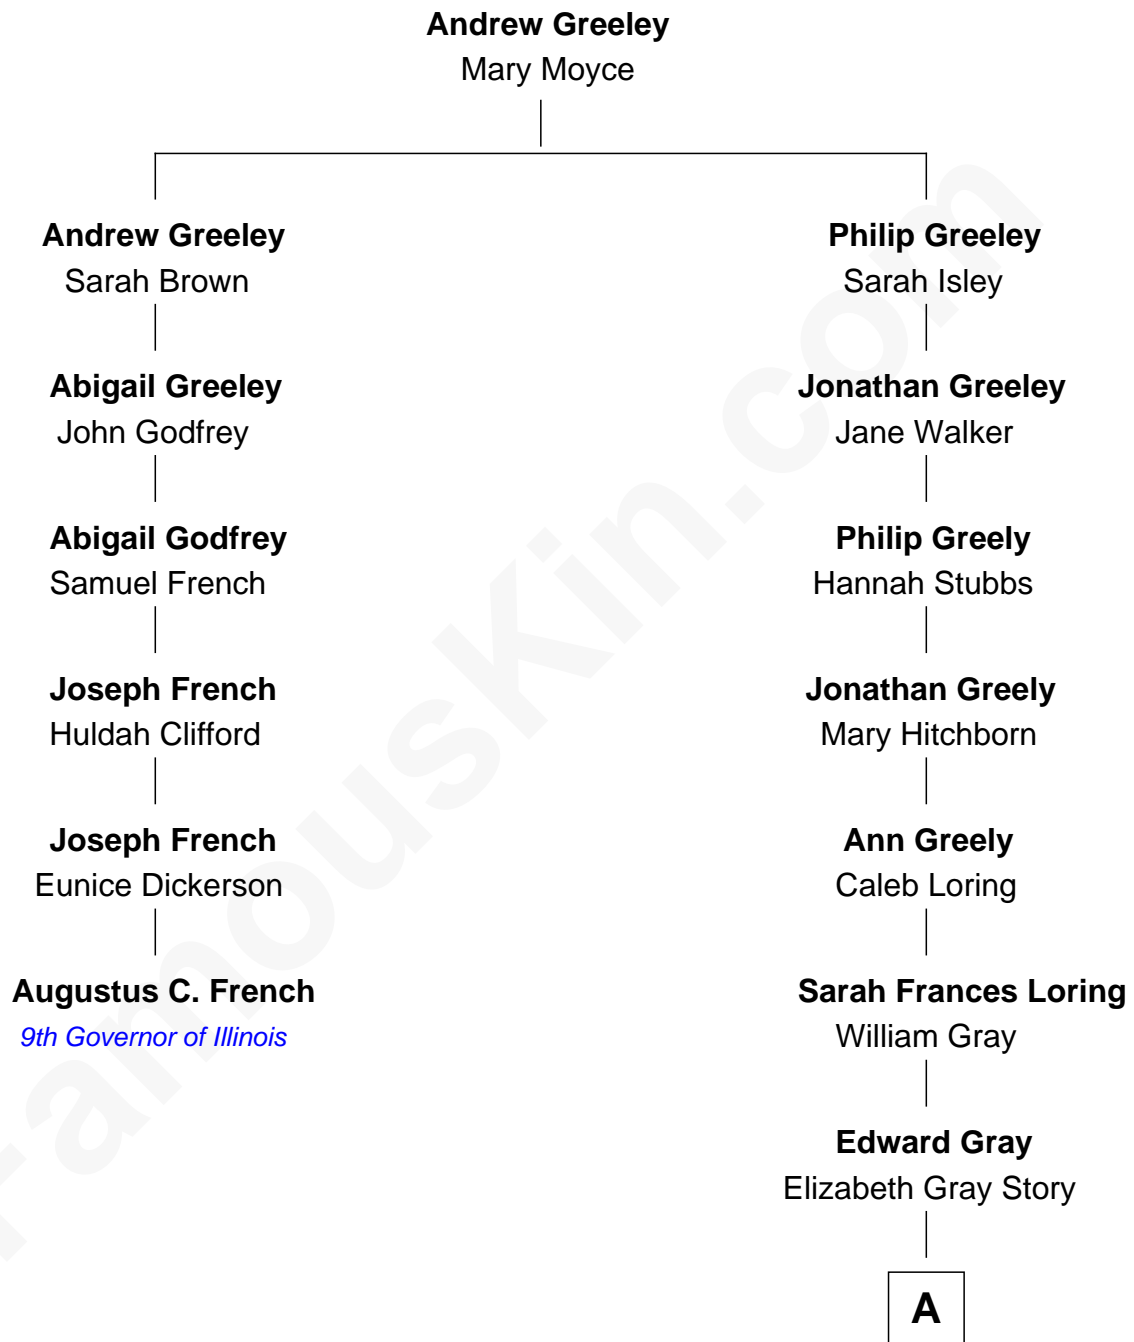 Andrew Greeley
Mary Moyce
Andrew Greeley
Sarah Brown
Philip Greeley
Sarah Isley
Abigail Greeley
John Godfrey
Jonathan Greeley
Jane Walker
Abigail Godfrey
Samuel French
Philip Greely
Hannah Stubbs
Joseph French
Huldah Clifford
Jonathan Greely
Mary Hitchborn
Joseph French
Eunice Dickerson
Ann Greely
Caleb Loring
Augustus C. French
9th Governor of Illinois
Sarah Frances Loring
William Gray
Edward Gray
Elizabeth Gray Story
A
FamousKin.com